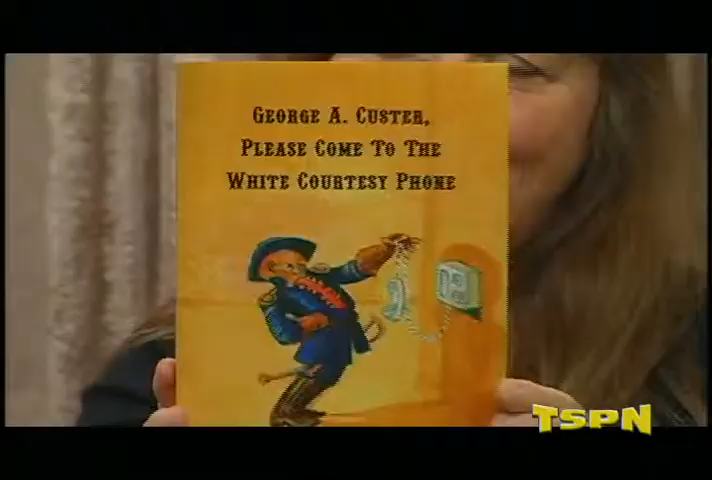 George A. Custer,
Please Come To The
White Courtesy Phone
TSPN